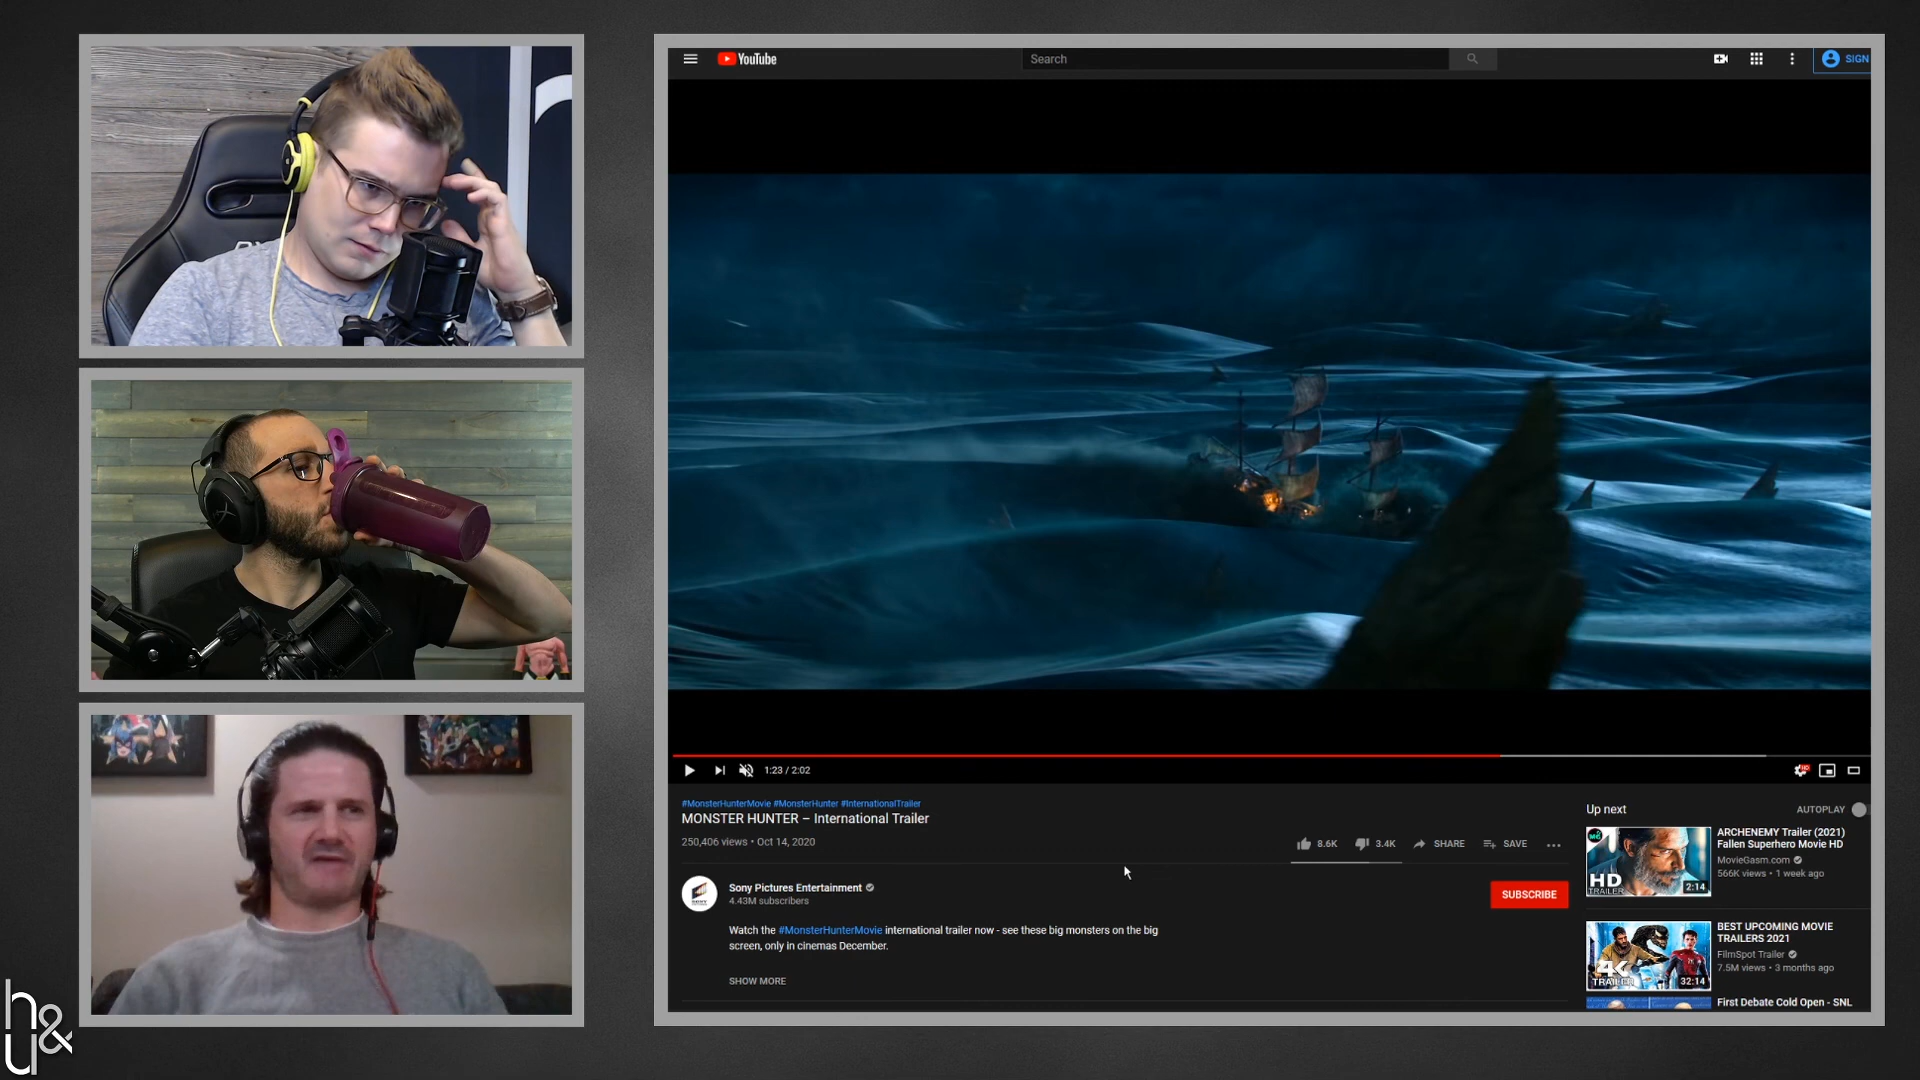 YouTube
Search
SIGN
1:23 / 2:02
HD
#MonsterHunterMovie #MonsterHunter #InternationalTrailer
MONSTER HUNTER – International Trailer
250,406 views • Oct 14, 2020
8.6K
3.4K
SHARE
SAVE
Sony Pictures Entertainment
4.43M subscribers
SUBSCRIBE
Watch the #MonsterHunterMovie international trailer now - see these big monsters on the big
screen, only in cinemas December.
SHOW MORE
Up next
AUTOPLAY
HD
TRAILER
2:14
ARCHENEMY Trailer (2021)
Fallen Superhero Movie HD
MovieGasm.com
566K views • 1 week ago
4K
TRAILER
32:14
BEST UPCOMING MOVIE
TRAILERS 2021
FilmSpot Trailer
7.5M views • 3 months ago
First Debate Cold Open - SNL
h&u